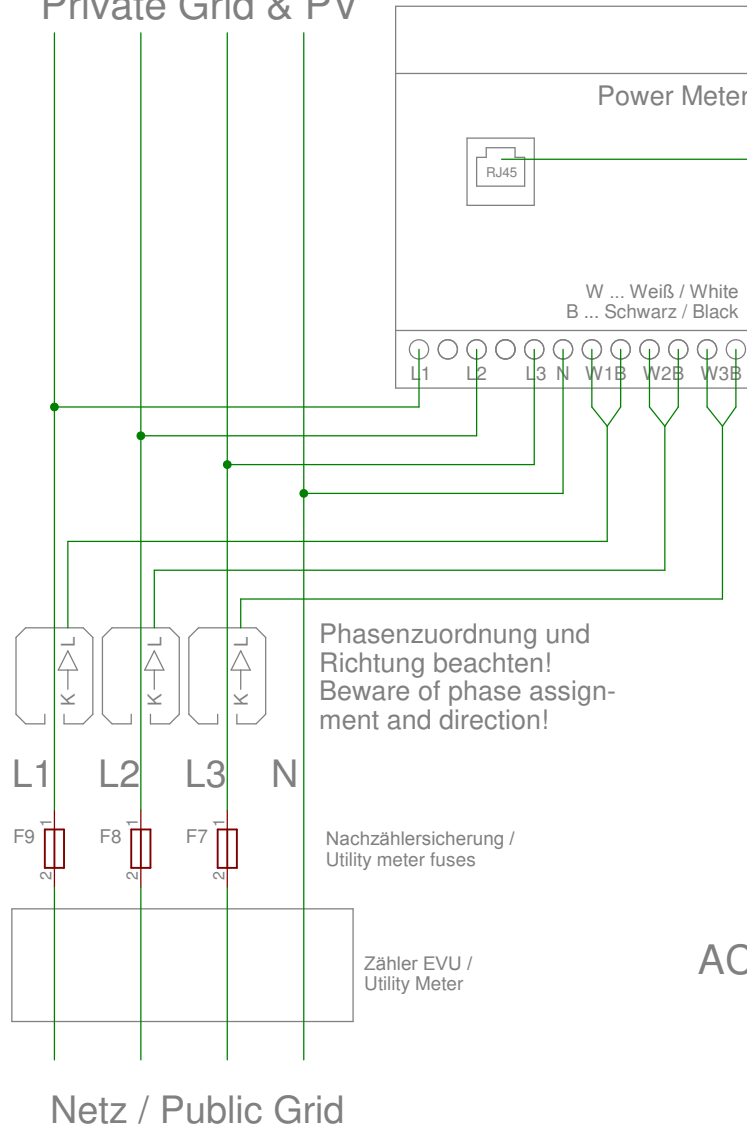 Private Grid & PV
Power Meter
RJ45
W ... Weiß / White
B ... Schwarz / Black
L1 L2 L3 N W1B W2B W3B
K L K L K L
Phasenzuordnung und
Richtung beachten!
Beware of phase assign-
ment and direction!
L1 L2 L3 N
F9 1 2 F8 1 2 F7 1 2
Nachzählersicherung /
Utility meter fuses
Zähler EVU /
Utility Meter
AC
Netz / Public Grid